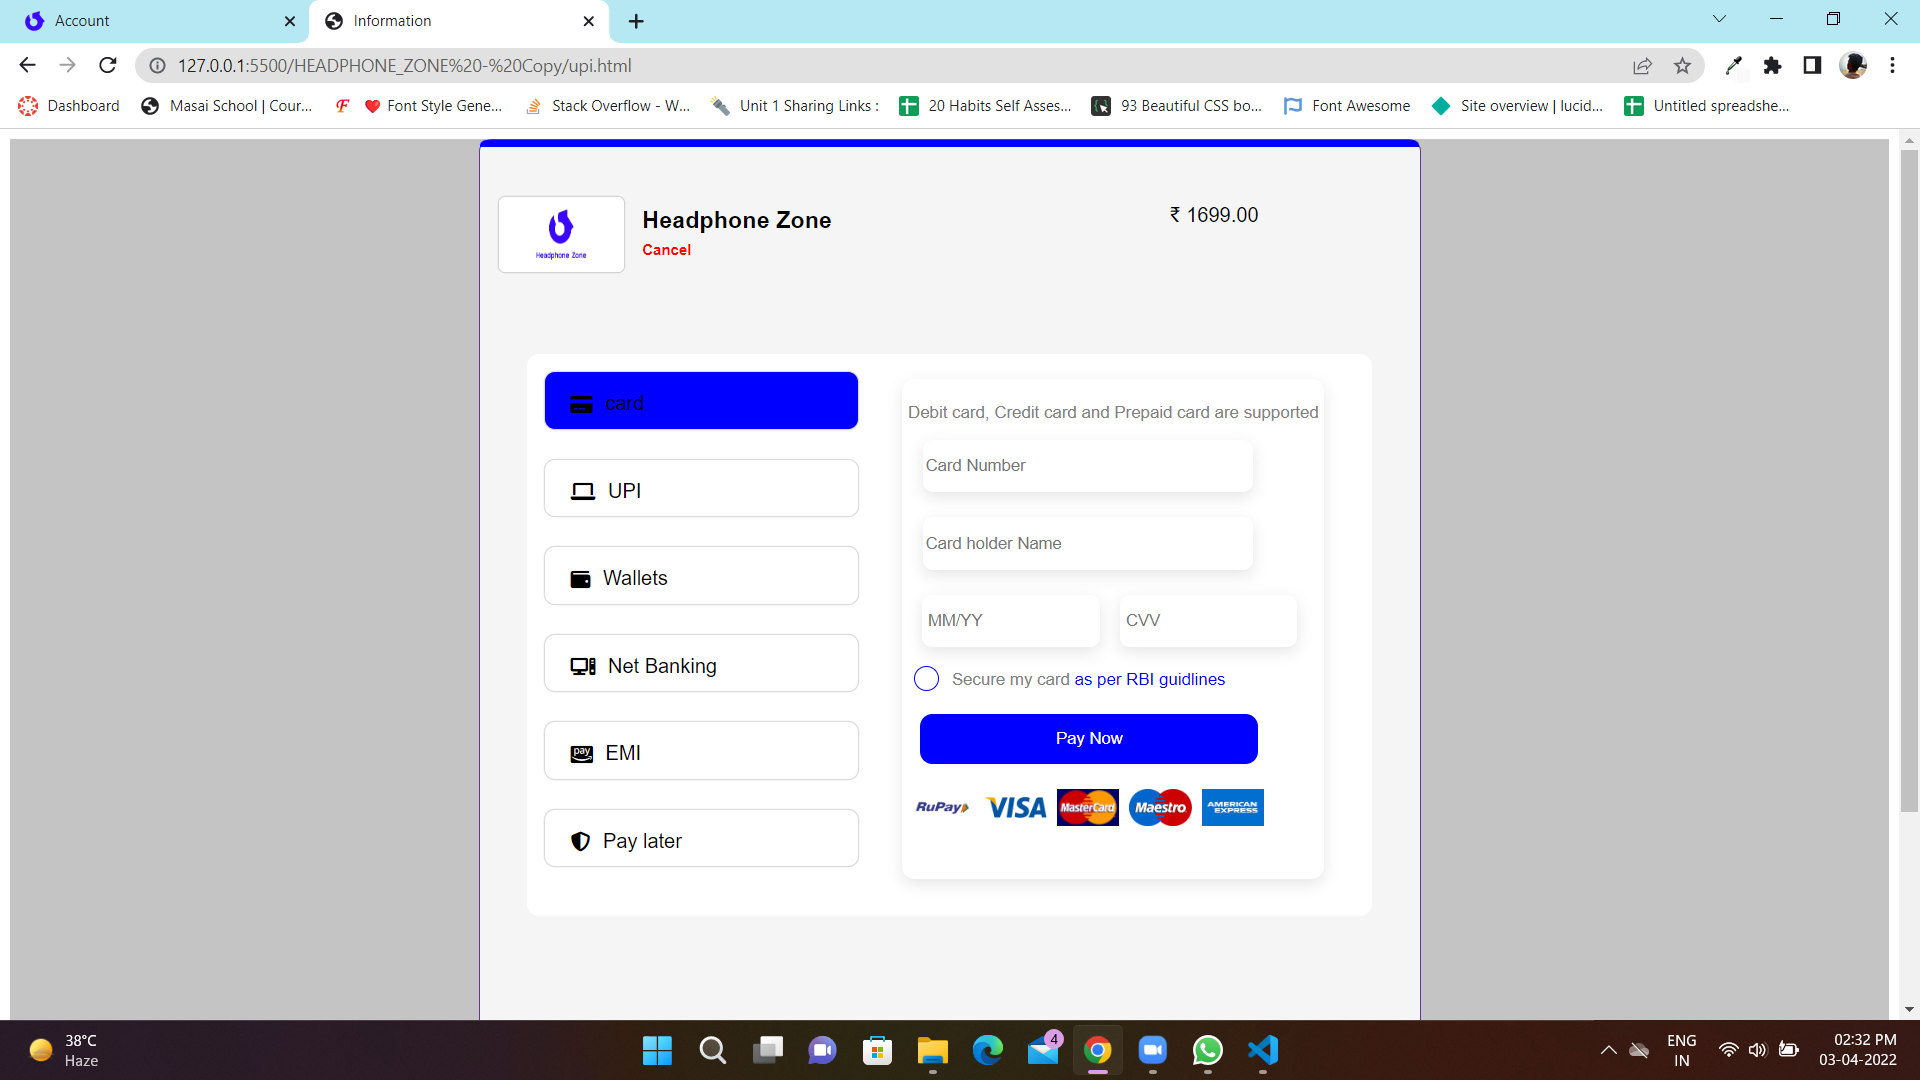 Account
Information
127.0.0.1:5500/HEADPHONE_ZONE%20-%20Copy/upi.html
Dashboard
Masai School | Cour...
Font Style Gene...
Stack Overflow - W...
Unit 1 Sharing Links :
20 Habits Self Asses...
93 Beautiful CSS bo...
Font Awesome
Site overview | lucid...
Untitled spreadshe...
Headphone Zone
Headphone Zone
₹ 1699.00
Cancel
card
UPI
Wallets
Net Banking
pay
EMI
Pay later
Debit card, Credit card and Prepaid card are supported
Card Number
Card holder Name
MM/YY
CVV
Secure my card as per RBI guidlines
Pay Now
RuPay
VISA
MasterCard
Maestro
AMERICAN
EXPRESS
38°C
Haze
4
ENG
IN
02:32 PM
03-04-2022